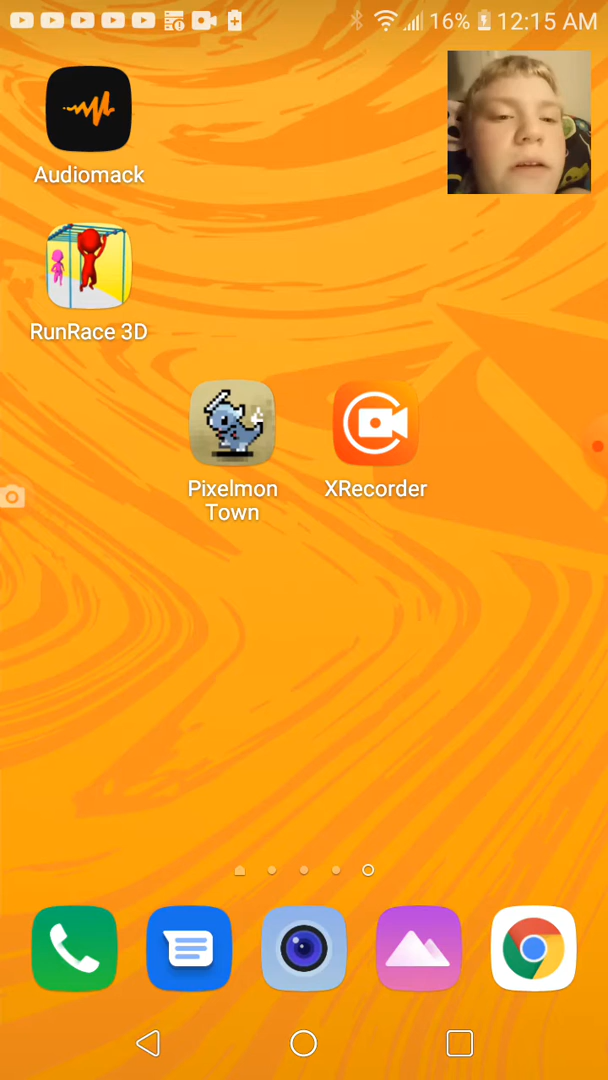 16% 12:15 AM
Audiomack
RunRace 3D
Pixelmon
Town
XRecorder